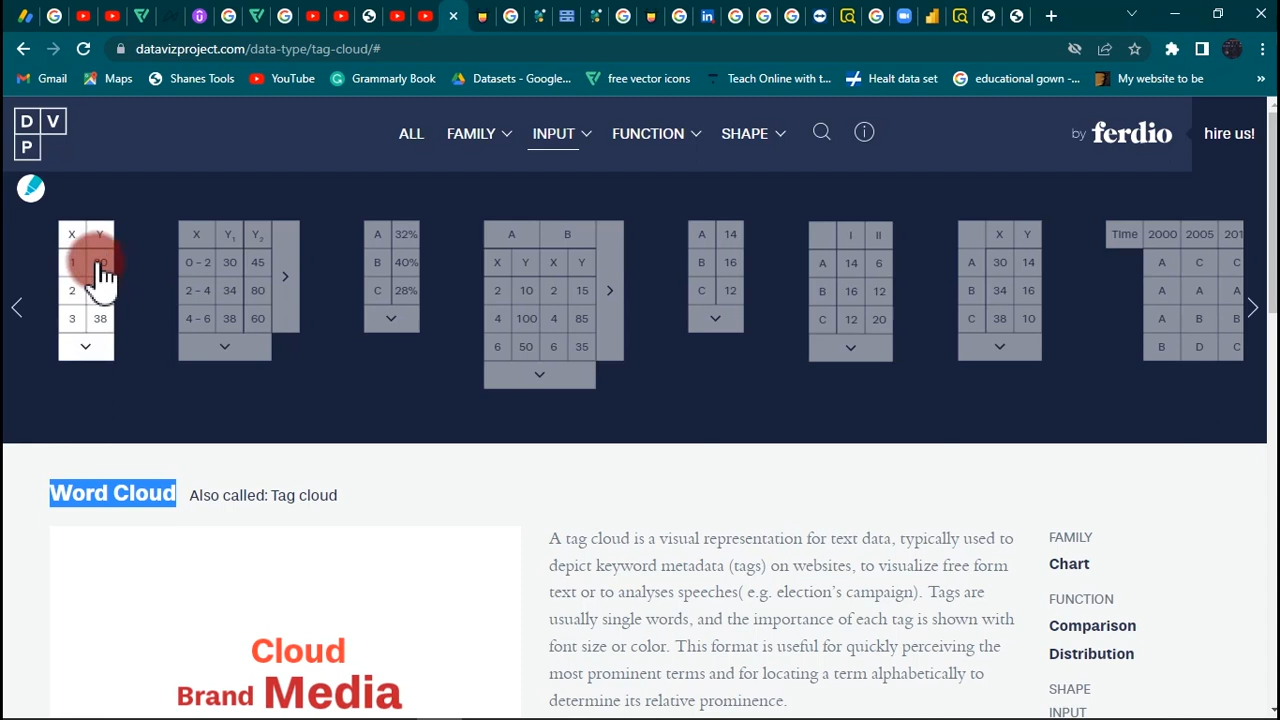 datavizproject.com/data-type/tag-cloud/#
Gmail Maps Shanes Tools YouTube Grammarly Book Datasets - Google... free vector icons Teach Online with t... Healt data set educational gown -... My website to be »
D V P ALL FAMILY INPUT FUNCTION SHAPE by ferdio hire us!
X Y
1
2
3 38
X Y1 Y2
0 – 2 30 45
2 – 4 34 80
4 – 6 38 60
A 32%
B 40%
C 28%
A B
X Y X Y
2 10 2 15
4 100 4 85
6 50 6 35
A 14
B 16
C 12
I II
A 14 6
B 16 12
C 12 20
X Y
A 30 14
B 34 16
C 38 10
Time 2000 2005 201
A C C
A A A
A B B
B D C
Word Cloud Also called: Tag cloud
Cloud
Brand Media
A tag cloud is a visual representation for text data, typically used to
depict keyword metadata (tags) on websites, to visualize free form
text or to analyses speeches( e.g. election's campaign). Tags are
usually single words, and the importance of each tag is shown with
font size or color. This format is useful for quickly perceiving the
most prominent terms and for locating a term alphabetically to
determine its relative prominence.
FAMILY
Chart
FUNCTION
Comparison
Distribution
SHAPE
INPUT